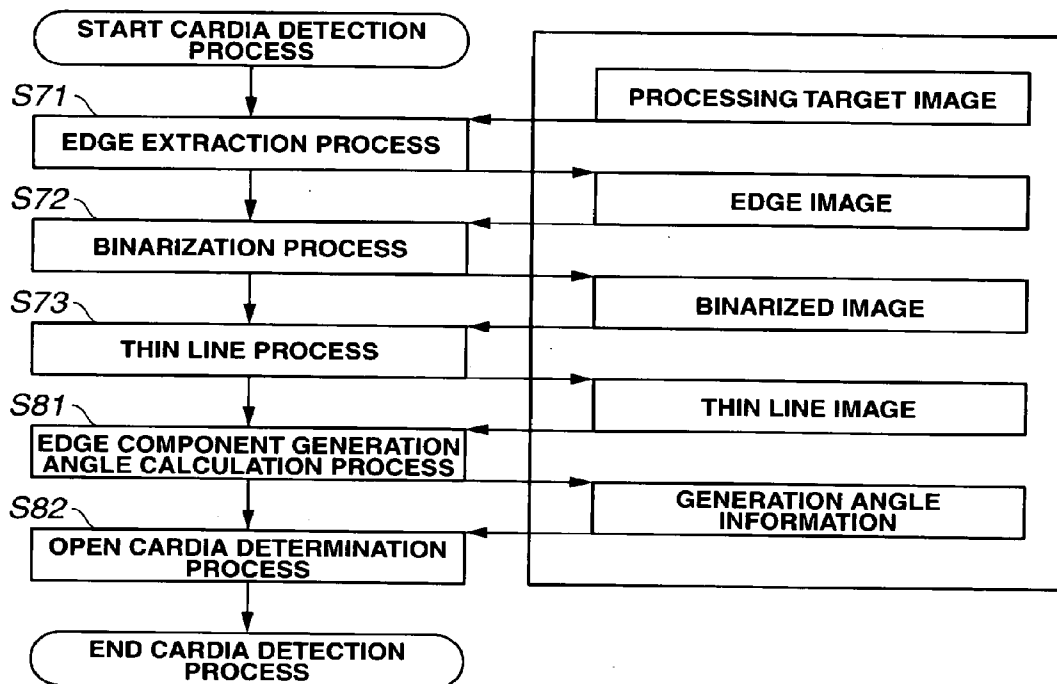 START CARDIA DETECTION
PROCESS
PROCESSING TARGET IMAGE
S71
EDGE EXTRACTION PROCESS
EDGE IMAGE
S72
BINARIZATION PROCESS
BINARIZED IMAGE
S73
THIN LINE PROCESS
THIN LINE IMAGE
S81
EDGE COMPONENT GENERATION
ANGLE CALCULATION PROCESS
GENERATION ANGLE
INFORMATION
S82
OPEN CARDIA DETERMINATION
PROCESS
END CARDIA DETECTION
PROCESS